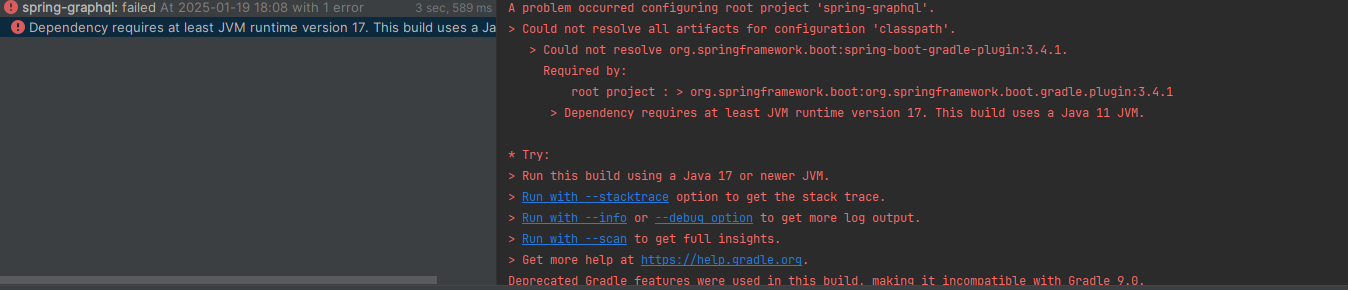 spring-graphql: failed At 2025-01-19 18:08 with 1 error 3 sec, 589 ms
Dependency requires at least JVM runtime version 17. This build uses a Ja
A problem occurred configuring root project 'spring-graphql'.
> Could not resolve all artifacts for configuration 'classpath'.
> Could not resolve org.springframework.boot:spring-boot-gradle-plugin:3.4.1.
Required by:
root project : > org.springframework.boot:org.springframework.boot.gradle.plugin:3.4.1
> Dependency requires at least JVM runtime version 17. This build uses a Java 11 JVM.
* Try:
> Run this build using a Java 17 or newer JVM.
> Run with --stacktrace option to get the stack trace.
> Run with --info or --debug option to get more log output.
> Run with --scan to get full insights.
> Get more help at https://help.gradle.org.
Deprecated Gradle features were used in this build, making it incompatible with Gradle 9.0.